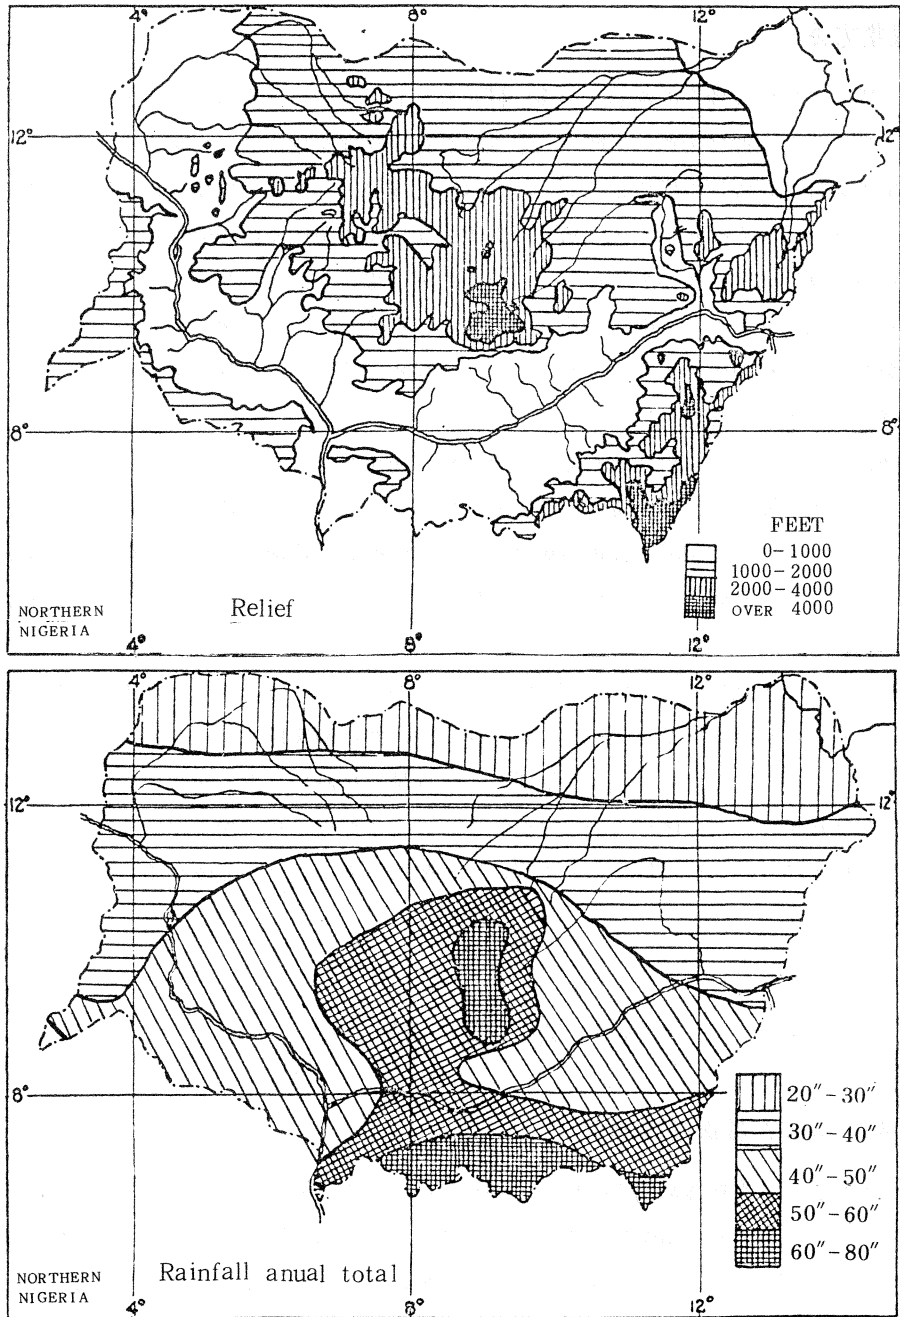 4° 8° 12°
12° 12°
8° 8°
FEET
0-1000
1000-2000
2000-4000
OVER 4000
Relief
NORTHERN
NIGERIA
4° 8° 12°
4° 8° 12°
12° 12°
8°
20″-30″
30″-40″
40″-50″
50″-60″
60″-80″
Rainfall anual total
NORTHERN
NIGERIA
4° 8° 12°